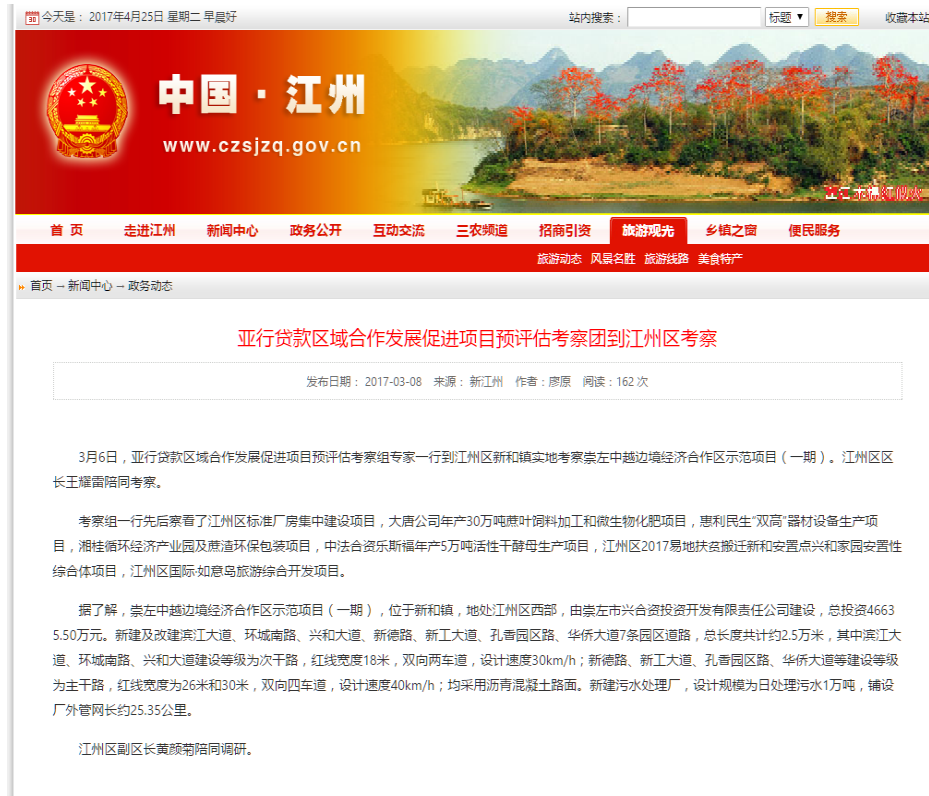 30 今天是： 2017年4月25日 星期二 早晨好 站内搜索： 标题 ▼ 搜索 收藏本站
中国·江州
www.czsjzq.gov.cn
首 页 走进江州 新闻中心 政务公开 互动交流 三农频道 招商引资 旅游观光 乡镇之窗 便民服务
旅游动态 风景名胜 旅游线路 美食特产
首页 → 新闻中心 → 政务动态
亚行贷款区域合作发展促进项目预评估考察团到江州区考察
发布日期： 2017-03-08 来源： 新江州 作者：廖原 阅读：162 次
3月6日，亚行贷款区域合作发展促进项目预评估考察组专家一行到江州区新和镇实地考察崇左中越边境经济合作区示范项目（一期）。江州区区
长王耀雷陪同考察。
考察组一行先后察看了江州区标准厂房集中建设项目，大唐公司年产30万吨蔗叶饲料加工和微生物化肥项目，惠利民生“双高”器材设备生产项
目，湘桂循环经济产业园及蔗渣环保包装项目，中法合资乐斯福年产5万吨活性干酵母生产项目，江州区2017易地扶贫搬迁新和安置点兴和家园安置性
综合体项目，江州区国际·如意岛旅游综合开发项目。
据了解，崇左中越边境经济合作区示范项目（一期），位于新和镇，地处江州区西部，由崇左市兴合资投资开发有限责任公司建设，总投资4663
5.50万元。新建及改建滨江大道、环城南路、兴和大道、新德路、新工大道、孔香园区路、华侨大道7条园区道路，总长度共计约2.5万米，其中滨江大
道、环城南路、兴和大道建设等级为次干路，红线宽度18米，双向两车道，设计速度30km/h；新德路、新工大道、孔香园区路、华侨大道等建设等级
为主干路，红线宽度为26米和30米，双向四车道，设计速度40km/h；均采用沥青混凝土路面。新建污水处理厂，设计规模为日处理污水1万吨，铺设
厂外管网长约25.35公里。
江州区副区长黄颜菊陪同调研。